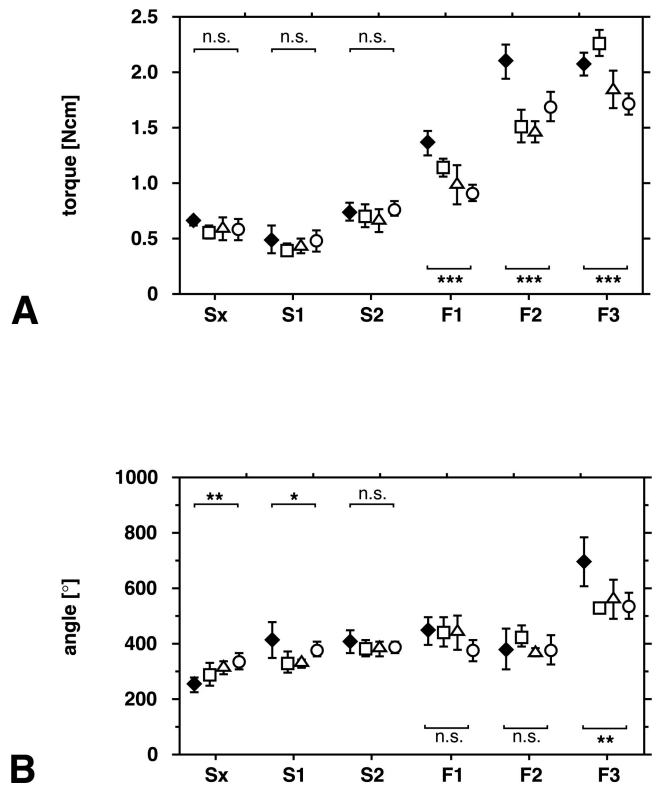 2.5
n.s. n.s. n.s.
2.0
1.5
torque [Ncm]
1.0
0.5
*** *** ***
0
A
Sx S1 S2 F1 F2 F3
1000
** * n.s.
800
600
angle [°]
400
200
n.s. n.s. **
0
B
Sx S1 S2 F1 F2 F3